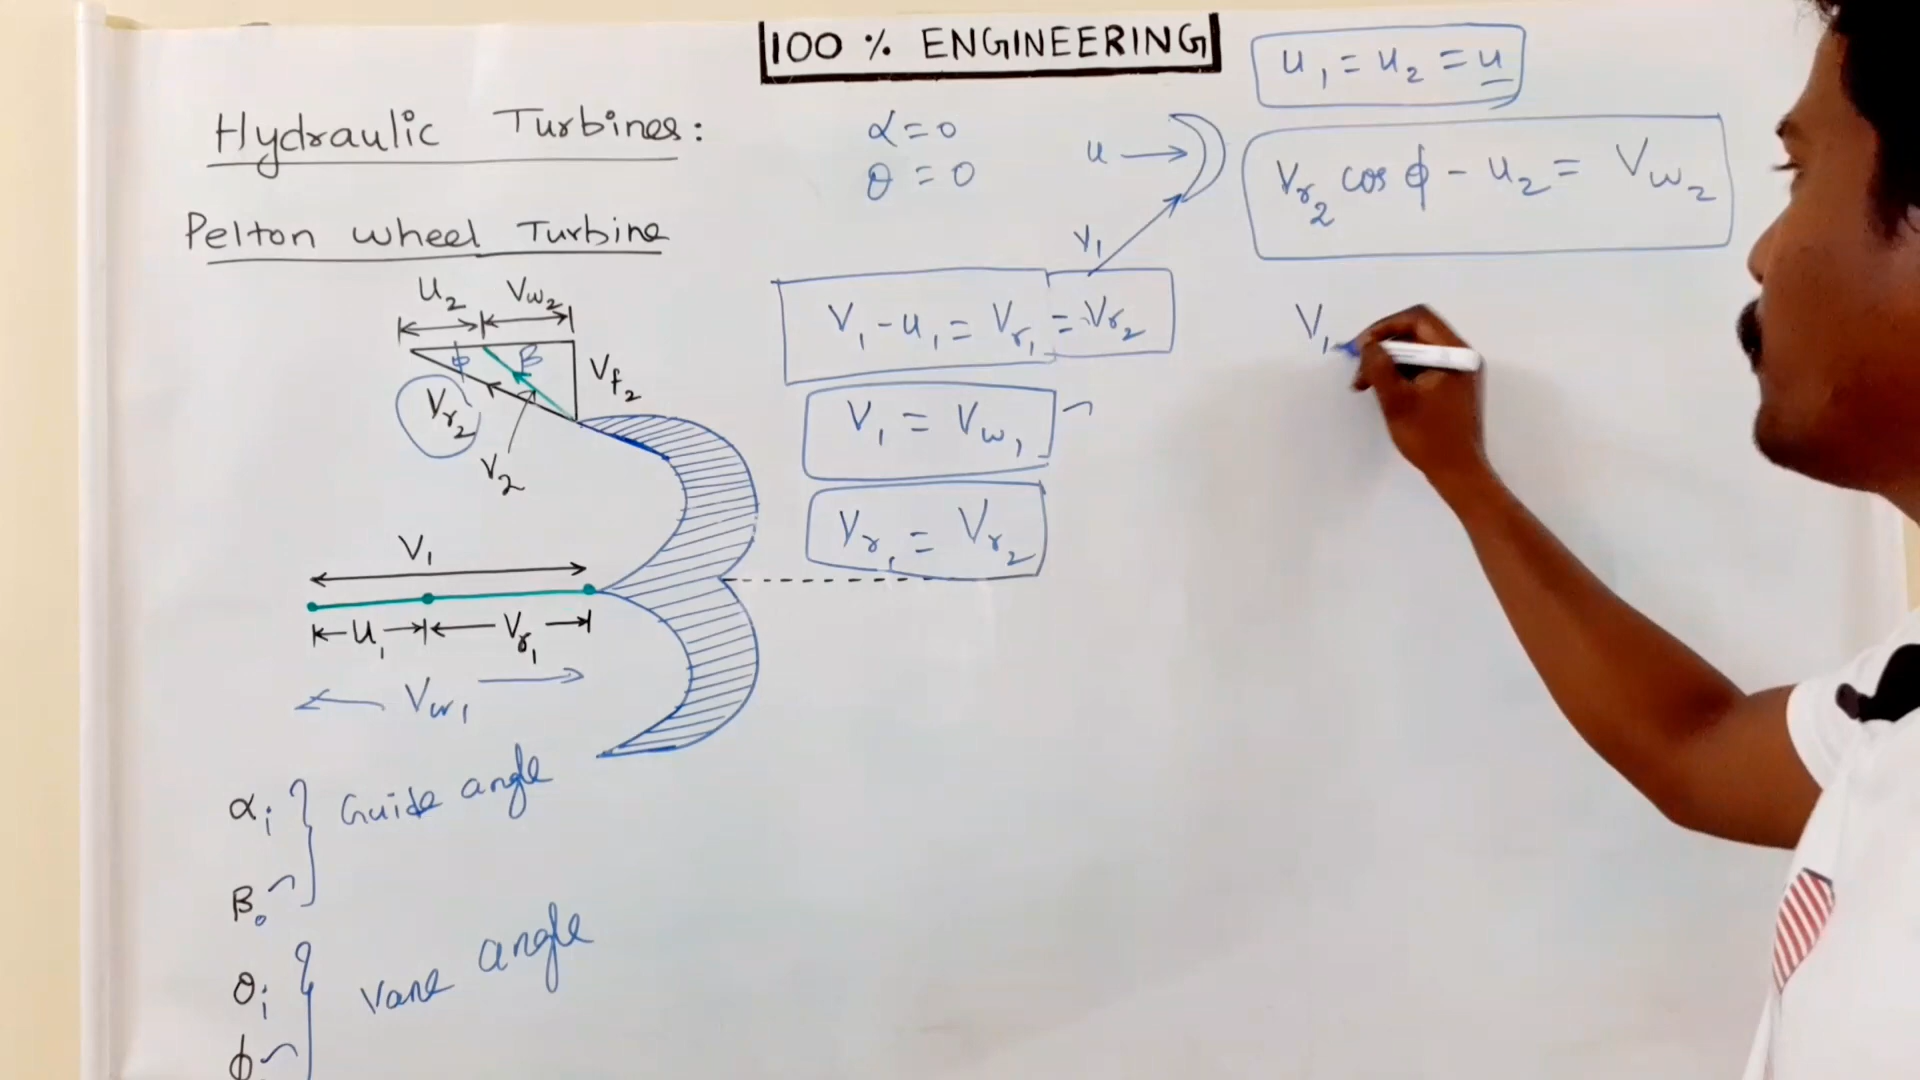 100 % ENGINEERING
u₁ = u₂ = u
Hydraulic Turbines:
α = 0
θ = 0
u
V₁
Vr₂ cos ϕ - u₂ = Vw₂
Pelton wheel Turbine
u₂ Vw₂
ϕ β
Vf₂
Vr₂
V₂
V₁ - u₁ = Vr₁ = Vr₂
V₁
V₁ = Vw₁
Vr₁ = Vr₂
V₁
u₁ Vr₁
Vw₁
αi } Guide angle
βo
θi } Vane angle
ϕ